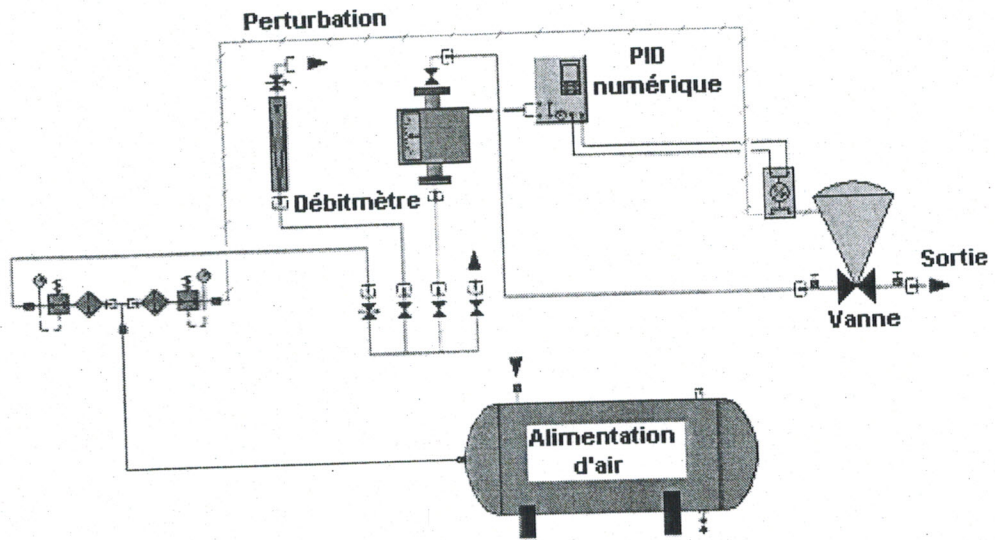 Perturbation
PID
numérique
Débitmètre
Sortie
Vanne
Alimentation
d'air